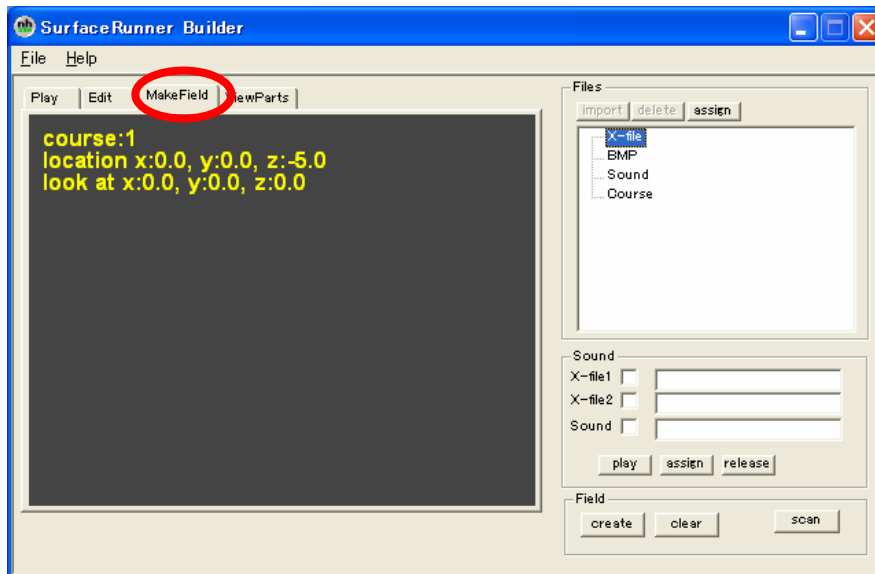 SurfaceRunner Builder
File Help
Play Edit MakeField ViewParts
course:1
location x:0.0, y:0.0, z:-5.0
look at x:0.0, y:0.0, z:0.0
Files
import delete assign
X-file
BMP
Sound
Course
Sound
X-file1
X-file2
Sound
play assign release
Field
create clear scan